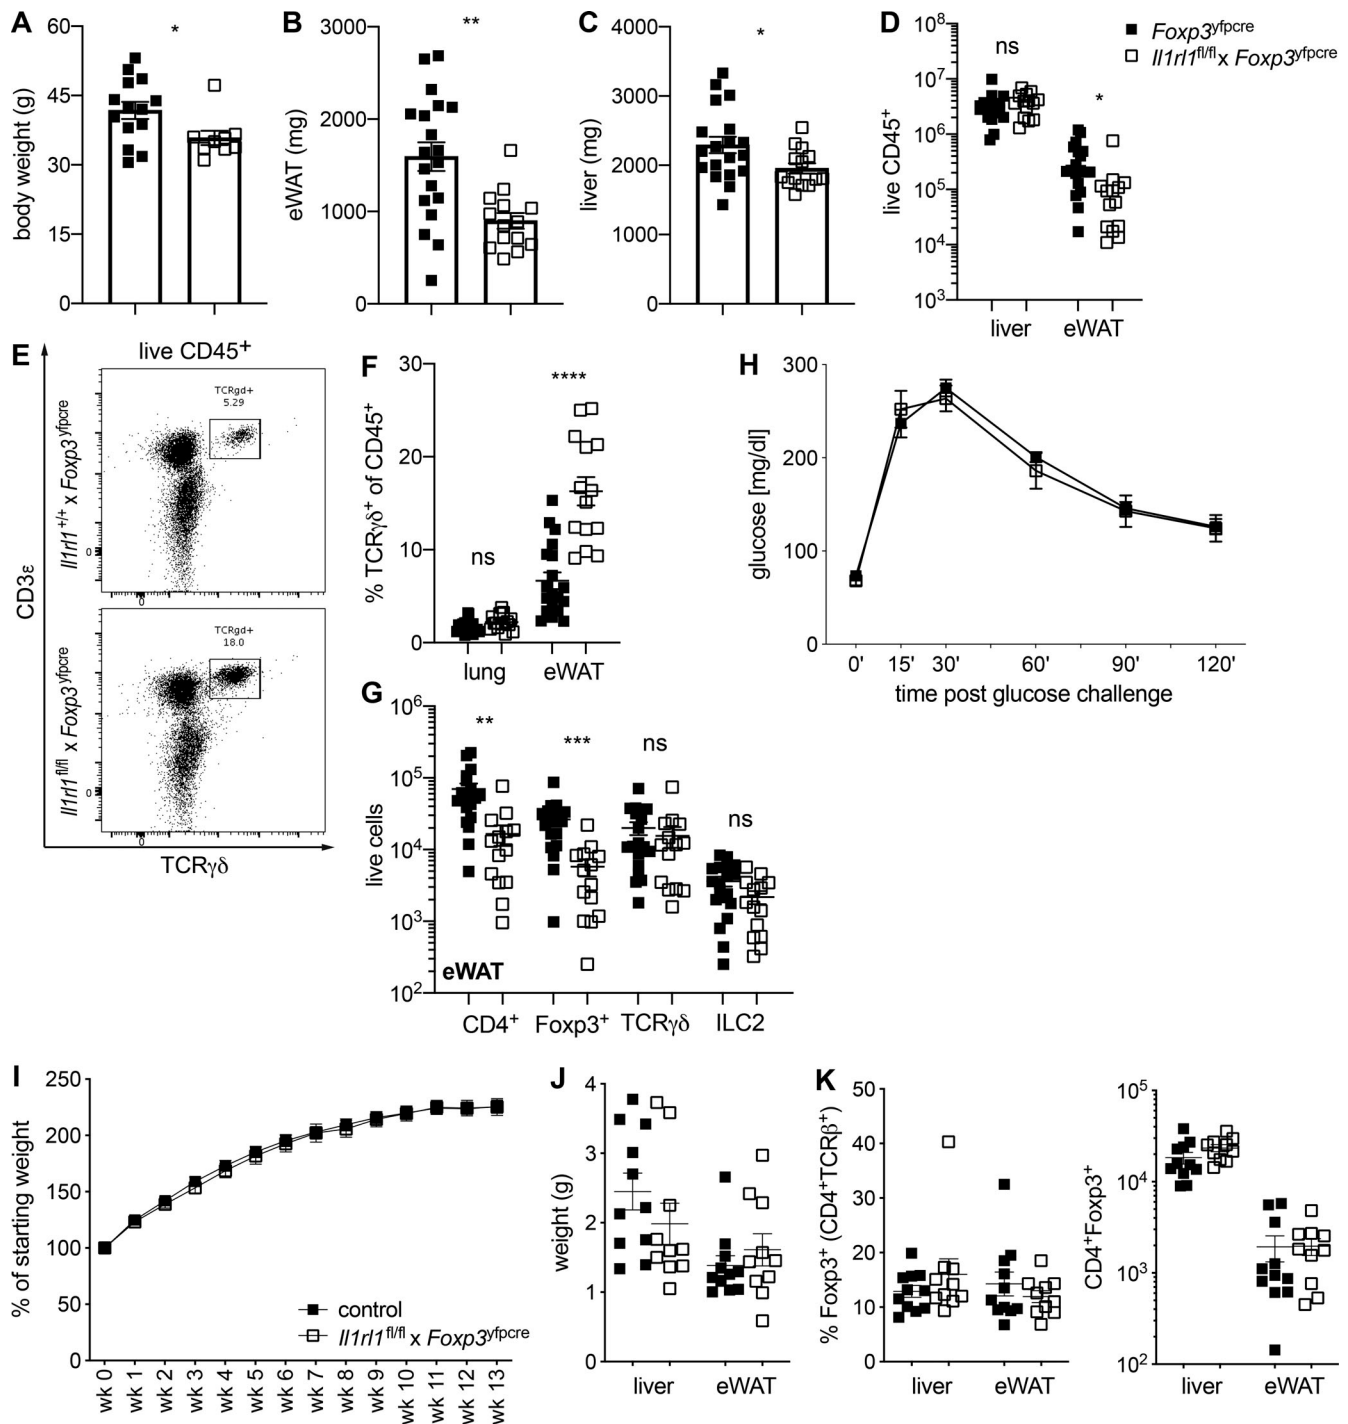 A
body weight (g)
60
45
30
15
0
*
B
eWAT (mg)
3000
2000
1000
0
**
C
liver (mg)
4000
3000
2000
1000
0
*
D
live CD45⁺
10⁸
10⁷
10⁶
10⁵
10⁴
10³
ns
*
liver eWAT
Foxp3yfpcre
Il1rl1fl/fl x Foxp3yfpcre
E
live CD45⁺
CD3ε
Il1rl1+/+ x Foxp3yfpcre
TCRgd+
5.29
0
0
Il1rl1fl/fl x Foxp3yfpcre
TCRgd+
18.0
0
0
TCRγδ
F
% TCRγδ⁺ of CD45⁺
30
20
10
0
ns
****
lung eWAT
G
live cells
10⁶
10⁵
10⁴
10³
10²
**
***
ns
ns
eWAT
CD4⁺ Foxp3⁺ TCRγδ ILC2
H
glucose [mg/dl]
300
200
100
0
0' 15' 30' 60' 90' 120'
time post glucose challenge
I
% of starting weight
250
200
150
100
50
0
control
Il1rl1fl/fl x Foxp3yfpcre
wk 0
wk 1
wk 2
wk 3
wk 4
wk 5
wk 6
wk 7
wk 8
wk 9
wk 10
wk 11
wk 12
wk 13
J
weight (g)
4
3
2
1
0
liver eWAT
K
% Foxp3⁺ (CD4⁺TCRβ⁺)
50
40
30
20
10
0
liver eWAT
CD4⁺Foxp3⁺
10⁵
10⁴
10³
10²
liver eWAT